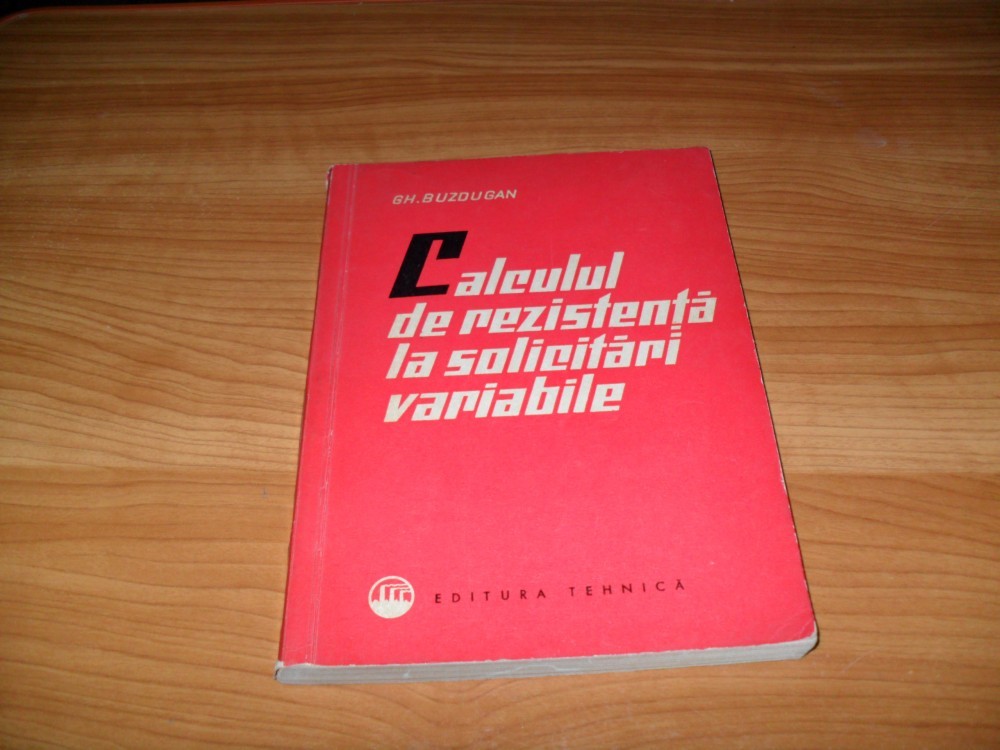 GH. BUZDUGAN
Calculul
de rezistență
la solicitări
variabile
EDITURA TEHNICĂ